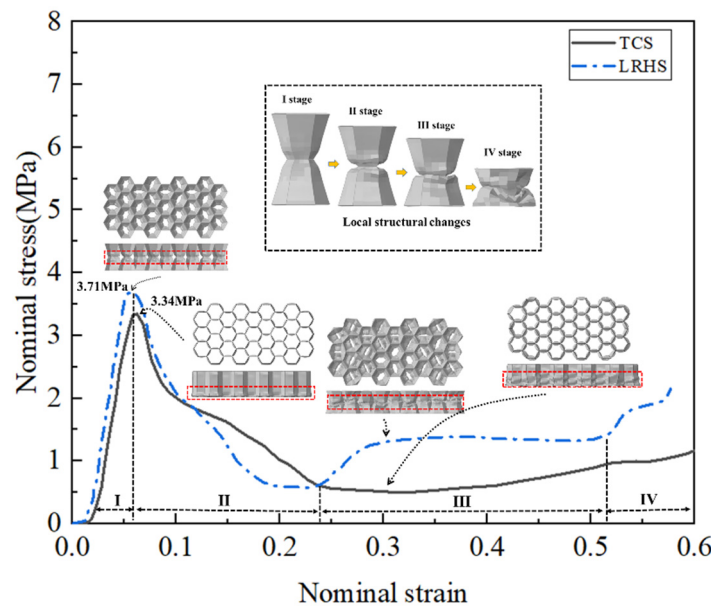 8
7
6
5
4
3
2
1
0
Nominal stress(MPa)
TCS
LRHS
I stage
II stage
III stage
IV stage
Local structural changes
3.71MPa
3.34MPa
I
II
III
IV
0.0
0.1
0.2
0.3
0.4
0.5
0.6
Nominal strain